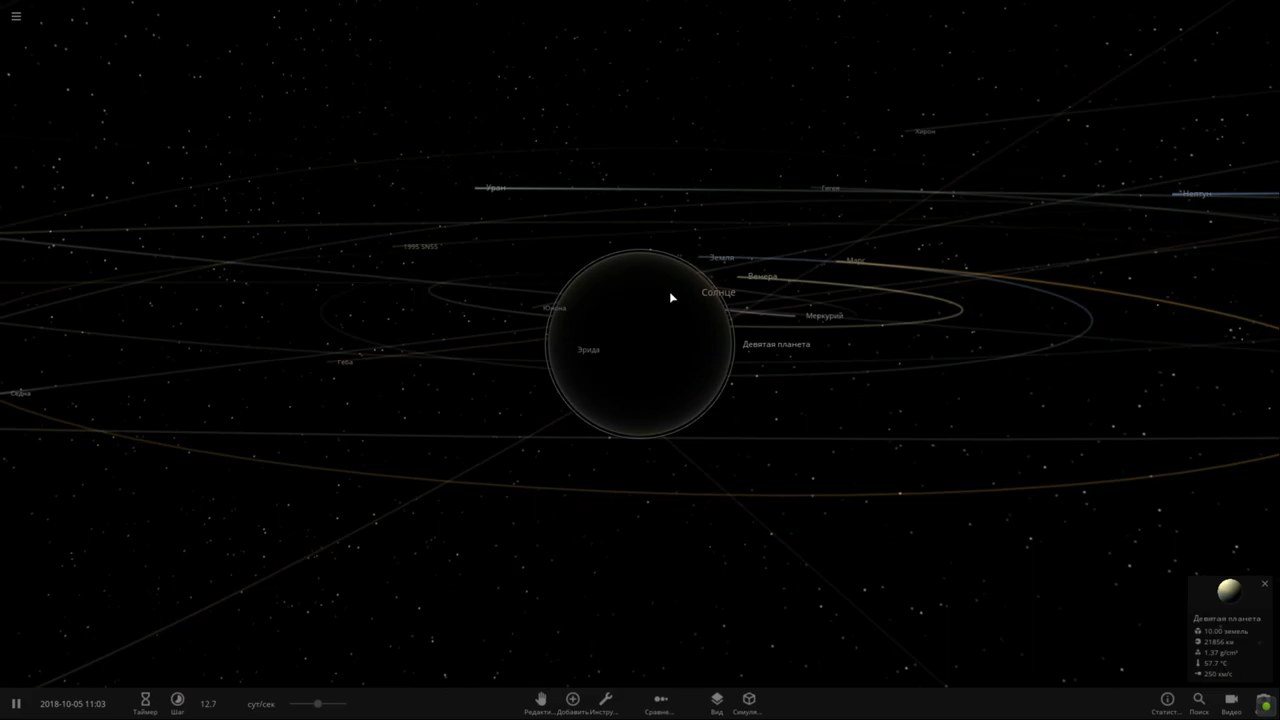 Хирон
Уран
Гигея
Нептун
1995 SN55
Земля
Марс
Венера
Солнце
Юнона
Меркурий
Девятая планета
Эрида
Геба
Седна
Девятая планета
10.00 земель
21856 км
1.37 g/cm³
57.7 °C
250 км/с
2018-10-05 11:03
Таймер
Шаг
12.7
сут/сек
Редакти...
Добавить
Инстру...
Сравне...
Вид
Симуля...
Статист...
Поиск
Видео